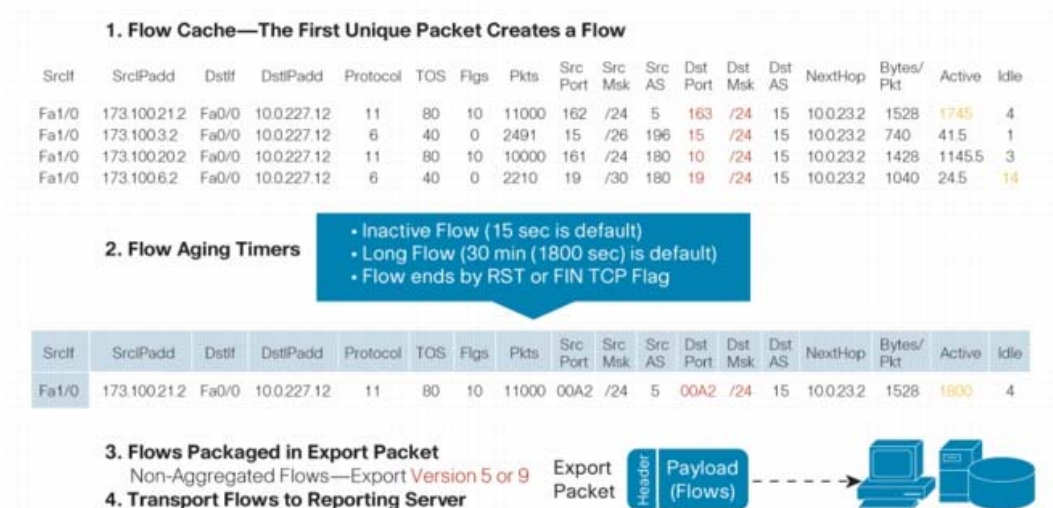 1. Flow Cache—The First Unique Packet Creates a Flow
SrcIf SrcIPadd DstIf DstIPadd Protocol TOS Flgs Pkts Src Port Src Msk Src AS Dst Port Dst Msk Dst AS NextHop Bytes/Pkt Active Idle
Fa1/0 173.100.21.2 Fa0/0 10.0.227.12 11 80 10 11000 162 /24 5 163 /24 15 10.0.23.2 1528 1745 4
Fa1/0 173.100.3.2 Fa0/0 10.0.227.12 6 40 0 2491 15 /26 196 15 /24 15 10.0.23.2 740 41.5 1
Fa1/0 173.100.20.2 Fa0/0 10.0.227.12 11 80 10 10000 161 /24 180 10 /24 15 10.0.23.2 1428 1145.5 3
Fa1/0 173.100.6.2 Fa0/0 10.0.227.12 6 40 0 2210 19 /30 180 19 /24 15 10.0.23.2 1040 24.5 14
2. Flow Aging Timers
• Inactive Flow (15 sec is default)
• Long Flow (30 min (1800 sec) is default)
• Flow ends by RST or FIN TCP Flag
SrcIf SrcIPadd DstIf DstIPadd Protocol TOS Flgs Pkts Src Port Src Msk Src AS Dst Port Dst Msk Dst AS NextHop Bytes/Pkt Active Idle
Fa1/0 173.100.21.2 Fa0/0 10.0.227.12 11 80 10 11000 00A2 /24 5 00A2 /24 15 10.0.23.2 1528 1800 4
3. Flows Packaged in Export Packet
Non-Aggregated Flows—Export Version 5 or 9
4. Transport Flows to Reporting Server
Export
Packet
Header
Payload
(Flows)